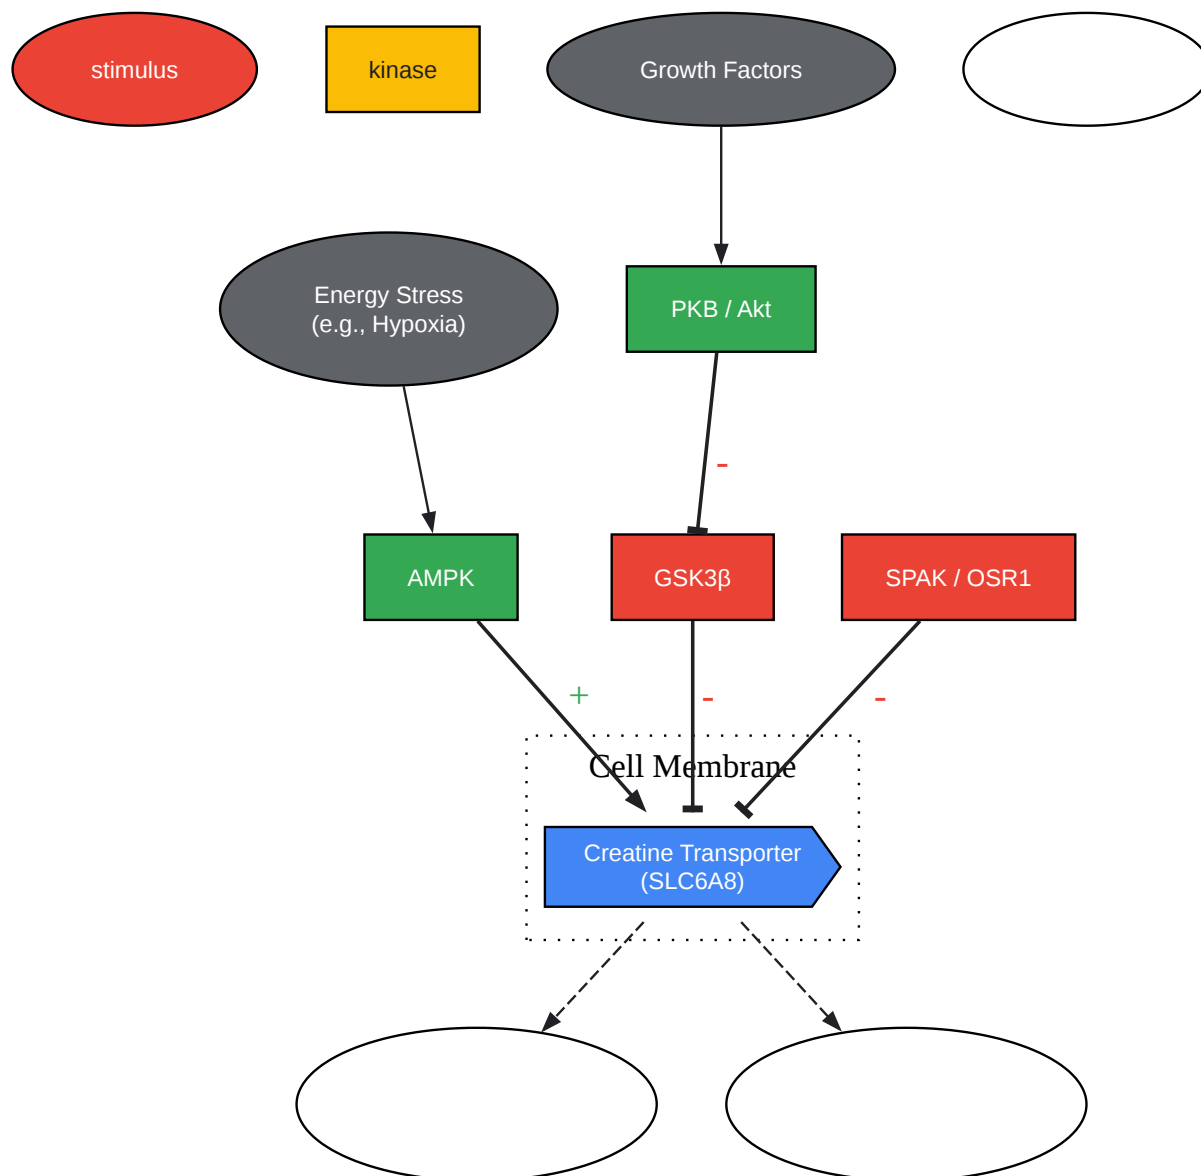 stimulus
kinase
Growth Factors
Energy Stress
(e.g., Hypoxia)
PKB / Akt
-
AMPK
GSK3β
SPAK / OSR1
+
-
-
Cell Membrane
Creatine Transporter
(SLC6A8)